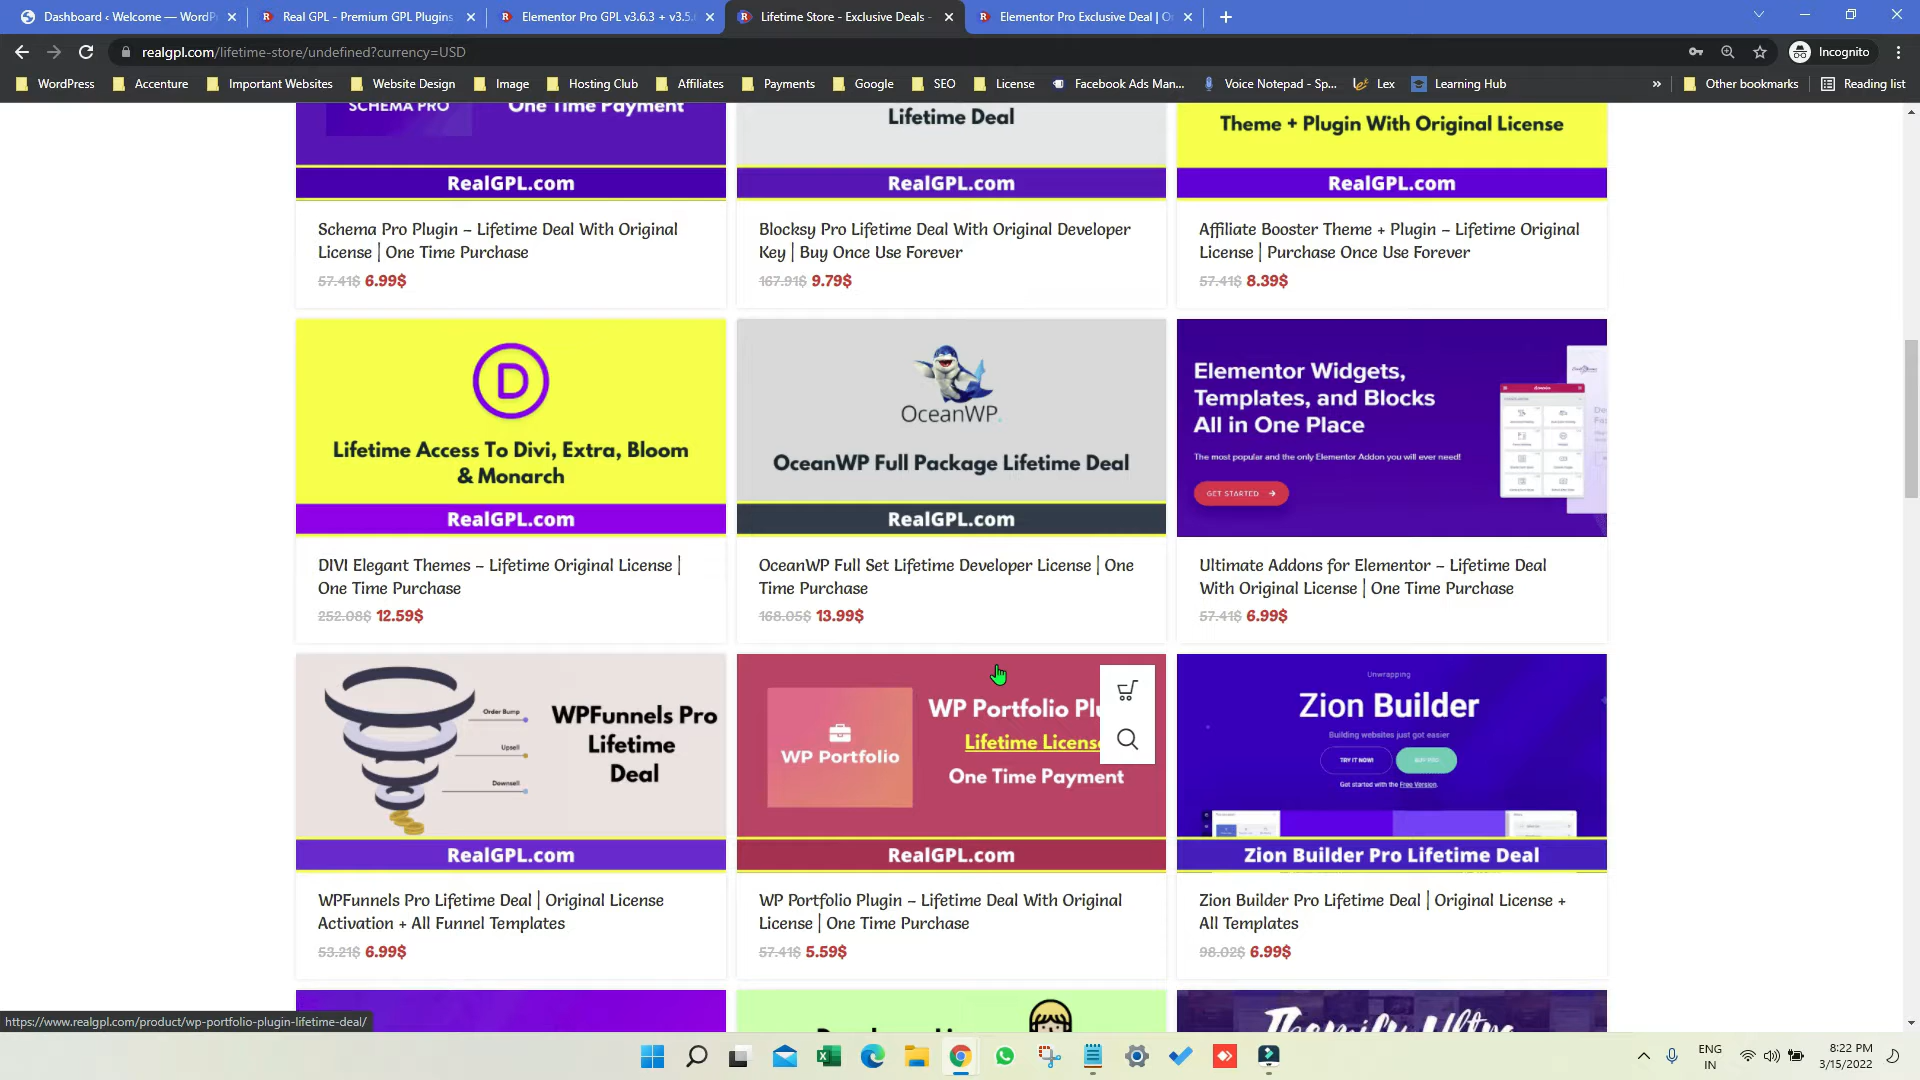 Dashboard ‹ Welcome — WordP
Real GPL - Premium GPL Plugins
Elementor Pro GPL v3.6.3 + v3.5.
Lifetime Store - Exclusive Deals -
Elementor Pro Exclusive Deal | O
realgpl.com/lifetime-store/undefined?currency=USD
Incognito
WordPress
Accenture
Important Websites
Website Design
Image
Hosting Club
Affiliates
Payments
Google
SEO
License
Facebook Ads Man...
Voice Notepad - Sp...
Lex
Learning Hub
»
Other bookmarks
Reading list
SCHEMA PRO
One Time Payment
RealGPL.com
Schema Pro Plugin – Lifetime Deal With Original
License | One Time Purchase
57.41$ 6.99$
Lifetime Deal
RealGPL.com
Blocksy Pro Lifetime Deal With Original Developer
Key | Buy Once Use Forever
167.91$ 9.79$
Theme + Plugin With Original License
RealGPL.com
Affiliate Booster Theme + Plugin – Lifetime Original
License | Purchase Once Use Forever
57.41$ 8.39$
D
Lifetime Access To Divi, Extra, Bloom
& Monarch
RealGPL.com
DIVI Elegant Themes – Lifetime Original License |
One Time Purchase
252.08$ 12.59$
OceanWP.
OceanWP Full Package Lifetime Deal
RealGPL.com
OceanWP Full Set Lifetime Developer License | One
Time Purchase
168.05$ 13.99$
Elementor Widgets,
Templates, and Blocks
All in One Place
The most popular and the only Elementor Addon you will ever need!
GET STARTED
Ultimate Addons for Elementor – Lifetime Deal
With Original License | One Time Purchase
57.41$ 6.99$
Order Bump
Upsell
Downsell
WPFunnels Pro
Lifetime
Deal
RealGPL.com
WPFunnels Pro Lifetime Deal | Original License
Activation + All Funnel Templates
53.21$ 6.99$
WP Portfolio
WP Portfolio Plu
Lifetime License
One Time Payment
RealGPL.com
WP Portfolio Plugin – Lifetime Deal With Original
License | One Time Purchase
57.41$ 5.59$
Unwrapping
Zion Builder
Building websites just got easier
TRY IT NOW!
Get started with the Free Version.
Zion Builder Pro Lifetime Deal
Zion Builder Pro Lifetime Deal | Original License +
All Templates
98.02$ 6.99$
Themify Ultra
https://www.realgpl.com/product/wp-portfolio-plugin-lifetime-deal/
ENG
IN
8:22 PM
3/15/2022